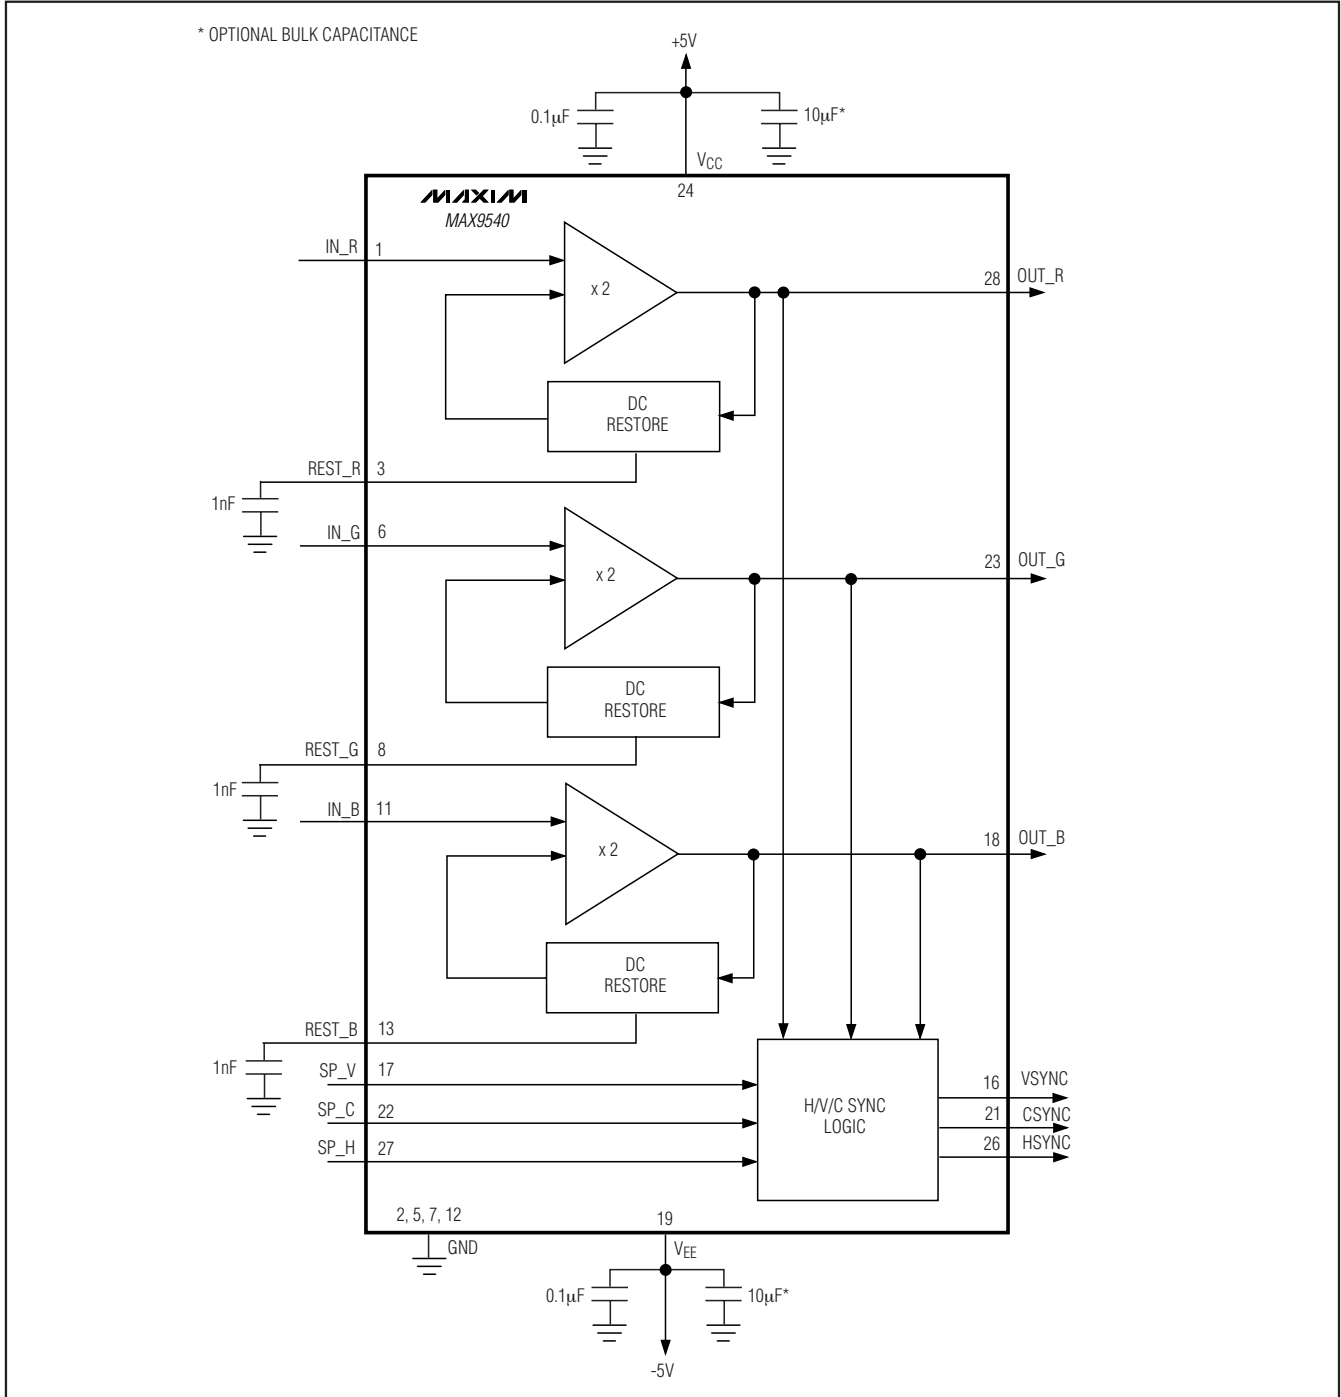 * OPTIONAL BULK CAPACITANCE
+5V
0.1μF
10μF*
VCC
24
MAXIM
MAX9540
IN_R 1
x 2
28 OUT_R
DC
RESTORE
REST_R 3
1nF
IN_G 6
x 2
23 OUT_G
DC
RESTORE
REST_G 8
1nF
IN_B 11
x 2
18 OUT_B
DC
RESTORE
REST_B 13
1nF
SP_V 17
SP_C 22
SP_H 27
H/V/C SYNC
LOGIC
16 VSYNC
21 CSYNC
26 HSYNC
2, 5, 7, 12
GND
19
VEE
0.1μF
10μF*
-5V